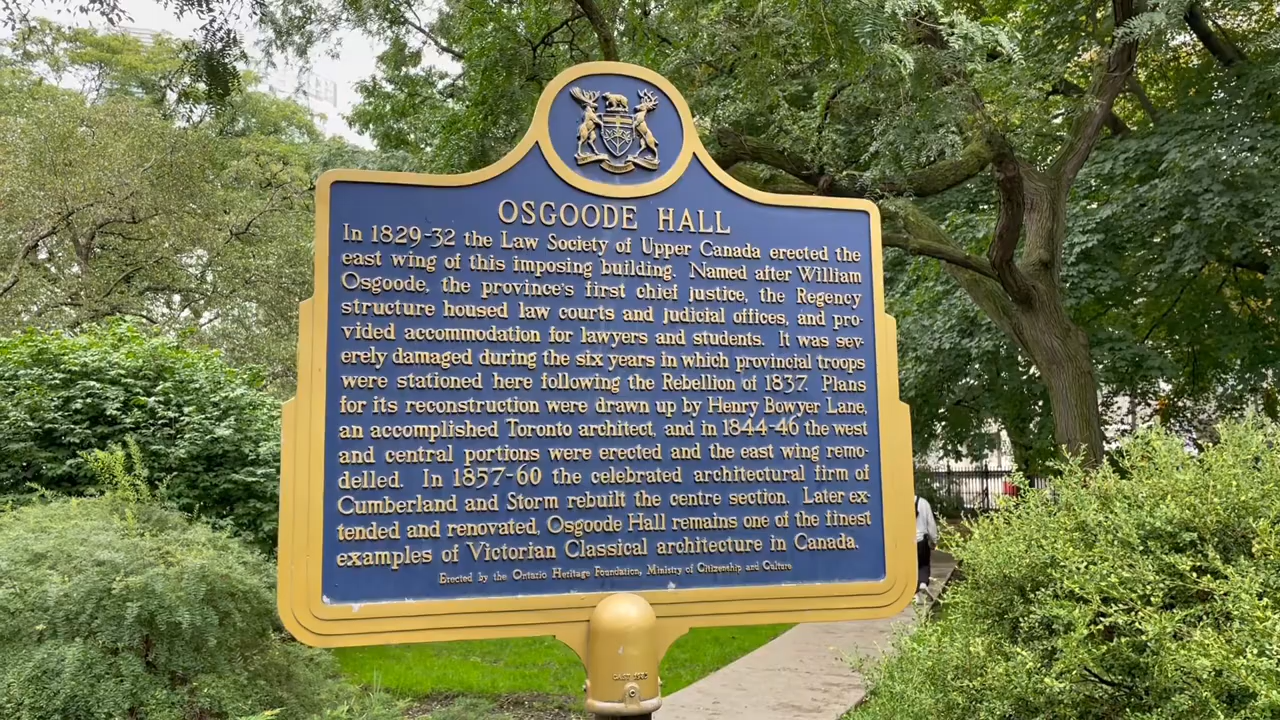 OSGOODE HALL
In 1829-32 the Law Society of Upper Canada erected the
east wing of this imposing building. Named after William
Osgoode, the province's first chief justice, the Regency
structure housed law courts and judicial offices, and pro-
vided accommodation for lawyers and students. It was sev-
erely damaged during the six years in which provincial troops
were stationed here following the Rebellion of 1837. Plans
for its reconstruction were drawn up by Henry Bowyer Lane,
an accomplished Toronto architect, and in 1844-46 the west
and central portions were erected and the east wing remo-
delled. In 1857-60 the celebrated architectural firm of
Cumberland and Storm rebuilt the centre section. Later ex-
tended and renovated, Osgoode Hall remains one of the finest
examples of Victorian Classical architecture in Canada.
Erected by the Ontario Heritage Foundation, Ministry of Citizenship and Culture